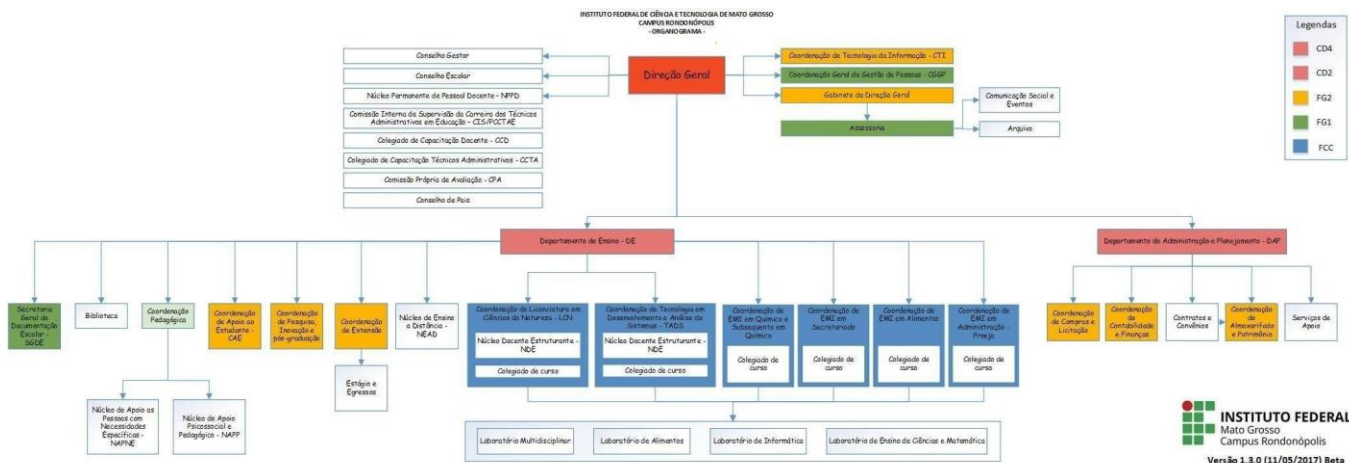 INSTITUTO FEDERAL DE CIÊNCIA E TECNOLOGIA DE MATO GROSSO
CAMPUS RONDONÓPOLIS
- ORGANOGRAMA -
Legendas
CD4
CD2
FG2
FG1
FCC
Direção Geral
Conselho Gestor
Conselho Escolar
Núcleo Permanente de Pessoal Docente - NPPD
Comissão Interna de Supervisão da Carreira dos Técnicos
Administrativos em Educação - CIS/PCCTAE
Colegiado de Capacitação Docente - CCD
Colegiado de Capacitação Técnicos Administrativos - CCTA
Comissão Própria de Avaliação - CPA
Conselho de Pais
Coordenação de Tecnologia da Informação - CTI
Coordenação Geral de Gestão de Pessoas - CGGP
Gabinete da Direção Geral
Assessoria
Comunicação Social e
Eventos
Arquivo
Departamento de Ensino - DE
Departamento de Administração e Planejamento - DAP
Secretaria
Geral de
Documentação
Escolar -
SGDE
Biblioteca
Coordenação
Pedagógica
Coordenação
de Apoio ao
Estudante -
CAE
Coordenação
de Pesquisa,
Inovação e
pós-graduação
Coordenação
de Extensão
Núcleo de Ensino
a Distância -
NEAD
Coordenação de Licenciatura em
Ciências da Natureza - LCN
Núcleo Docente Estruturante -
NDE
Colegiado de curso
Coordenação de Tecnologia em
Desenvolvimento e Análise de
Sistemas - TADS
Núcleo Docente Estruturante -
NDE
Colegiado de curso
Coordenação de
EMI em Química e
Subsequente em
Química
Colegiado de
curso
Coordenação de
EMI em
Secretariado
Colegiado de
curso
Coordenação de
EMI em Alimentos
Colegiado de
curso
Coordenação de
EMI em
Administração -
Proeja
Colegiado de
curso
Coordenação
de Compras e
Licitação
Coordenação
de
Contabilidade
e Finanças
Contratos e
Convênios
Coordenação
de
Almoxarifado
e Patrimônio
Serviços de
Apoio
Núcleo de Apoio as
Pessoas com
Necessidades
Específicas -
NAPNE
Núcleo de Apoio
Psicossocial e
Pedagógico - NAPP
Estágio e
Egressos
Laboratório Multidisciplinar
Laboratório de Alimentos
Laboratório de Informática
Laboratório de Ensino de Ciências e Matemática
INSTITUTO FEDERAL
Mato Grosso
Campus Rondonópolis
Versão 1.3.0 (11/05/2017) Beta